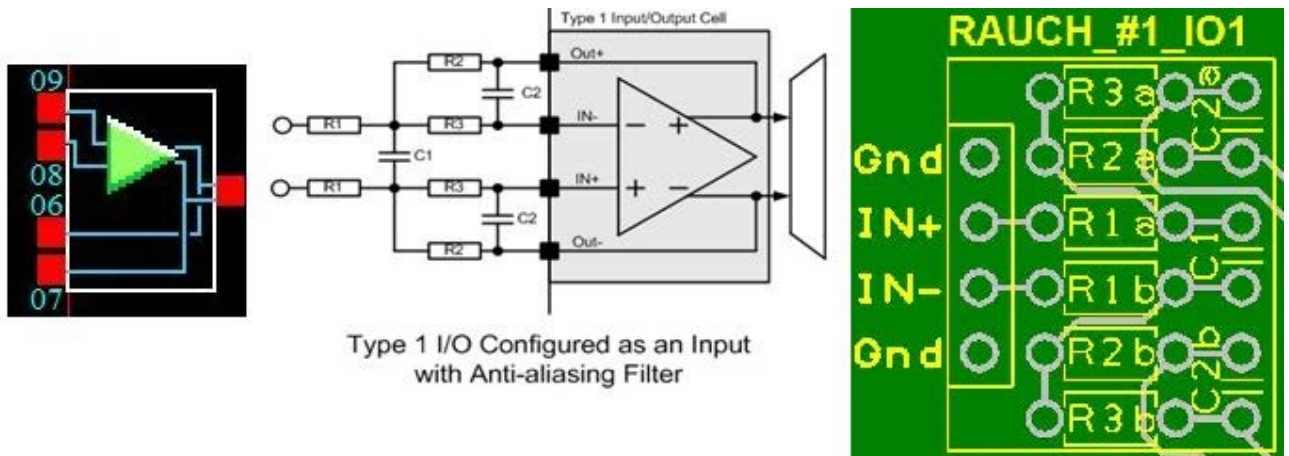 09
08
06
07
Type 1 Input/Output Cell
Out+
R2
C2
IN-
R1
R3
C1
IN+
R1
R3
C2
Out-
R2
Type 1 I/O Configured as an Input
with Anti-aliasing Filter
RAUCH_#1_IO1
R3a
C2a
Gnd
R2a
IN+
R1a
C1
IN-
R1b
Gnd
R2b
C2b
R3b